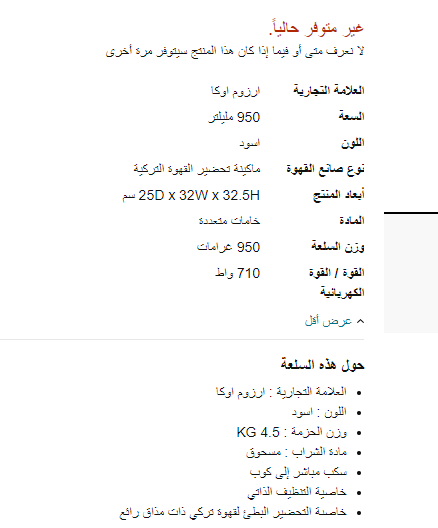 غير متوفر حالياً.
لا نعرف متى أو فيما إذا كان هذا المنتج سيتوفر مرة أخرى
العلامة التجارية ارزوم اوكا
السعة 950 مليلتر
اللون اسود
نوع صانع القهوة ماكينة تحضير القهوة التركية
أبعاد المنتج 25D x 32W x 32.5H سم
المادة خامات متعددة
وزن السلعة 950 غرامات
القوة / القوة 710 واط
الكهربائية
عرض أقل
حول هذه السلعة
العلامة التجارية : ارزوم اوكا
اللون : اسود
وزن الحزمة : 4.5 KG
مادة الشراب : مسحوق
سكب مباشر إلى كوب
خاصية التنظيف الذاتي
خاصية التحضير البطئ لقهوة تركي ذات مذاق رائع